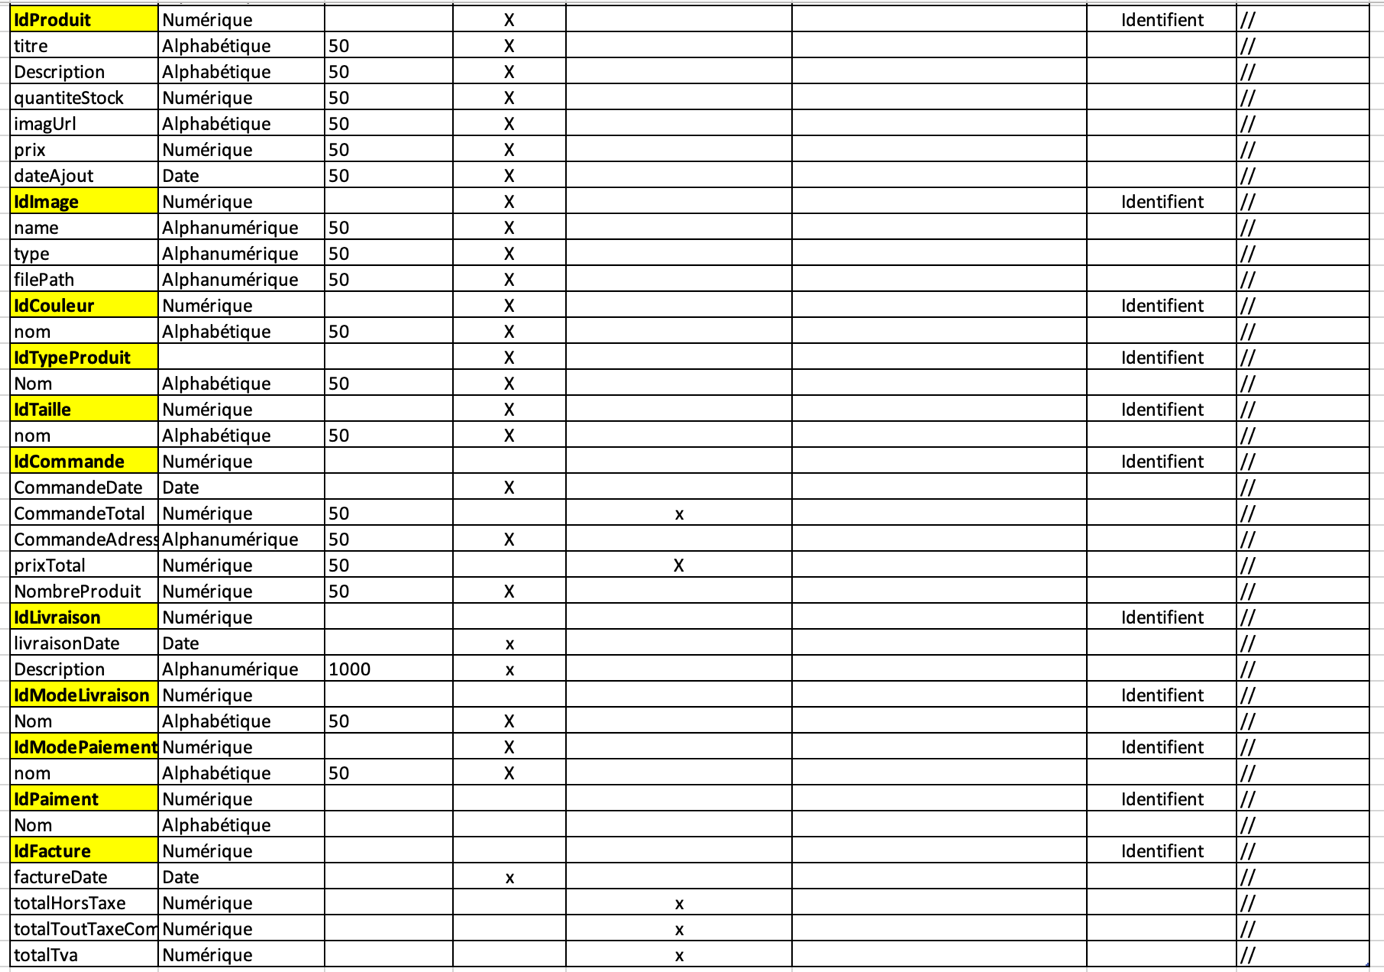 IdProduit Numérique X Identifient //
titre Alphabétique 50 X //
Description Alphabétique 50 X //
quantiteStock Numérique 50 X //
imagUrl Alphabétique 50 X //
prix Numérique 50 X //
dateAjout Date 50 X //
IdImage Numérique X Identifient //
name Alphanumérique 50 X //
type Alphanumérique 50 X //
filePath Alphanumérique 50 X //
IdCouleur Numérique X Identifient //
nom Alphabétique 50 X //
IdTypeProduit X Identifient //
Nom Alphabétique 50 X //
IdTaille Numérique X Identifient //
nom Alphabétique 50 X //
IdCommande Numérique Identifient //
CommandeDate Date X //
CommandeTotal Numérique 50 x //
CommandeAdress Alphanumérique 50 X //
prixTotal Numérique 50 X //
NombreProduit Numérique 50 X //
IdLivraison Numérique Identifient //
livraisonDate Date x //
Description Alphanumérique 1000 x //
IdModeLivraison Numérique Identifient //
Nom Alphabétique 50 X //
IdModePaiement Numérique X Identifient //
nom Alphabétique 50 X //
IdPaiment Numérique Identifient //
Nom Alphabétique //
IdFacture Numérique Identifient //
factureDate Date x //
totalHorsTaxe Numérique x //
totalToutTaxeCom Numérique x //
totalTva Numérique x //